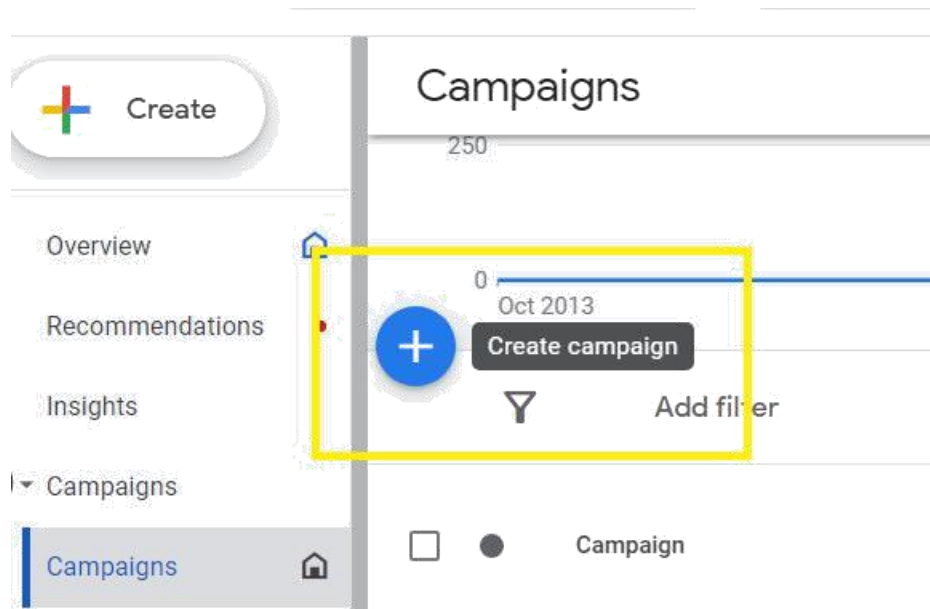 Create
Overview
Recommendations
Insights
Campaigns
Campaigns
Campaigns
250
0
Oct 2013
Create campaign
Add filter
Campaign